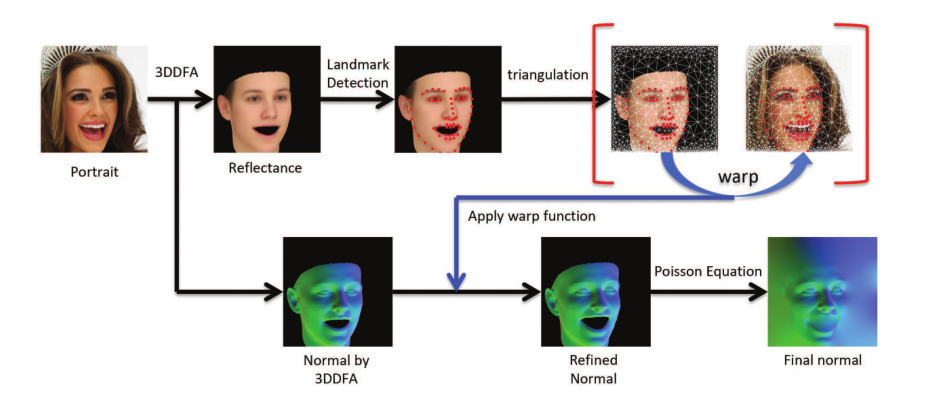 3DDFA
Landmark
Detection
triangulation
Portrait
Reflectance
warp
Apply warp function
Poisson Equation
Normal by
3DDFA
Refined
Normal
Final normal